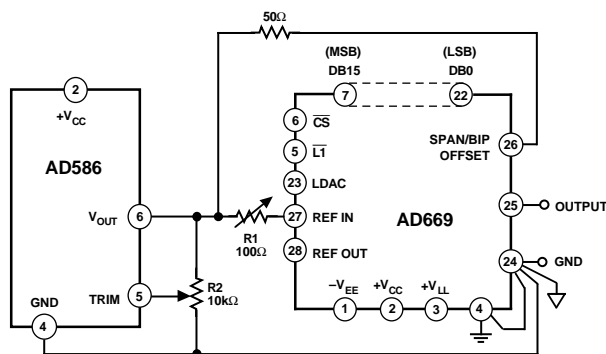 50Ω
(MSB)
DB15
(LSB)
DB0
2
+VCC
AD586
VOUT
6
TRIM
5
GND
4
R1
100Ω
R2
10kΩ
7
22
6
CS
5
L1
23
LDAC
27
REF IN
28
REF OUT
AD669
SPAN/BIP
OFFSET
26
25
OUTPUT
24
GND
–VEE
+VCC
+VLL
1
2
3
4